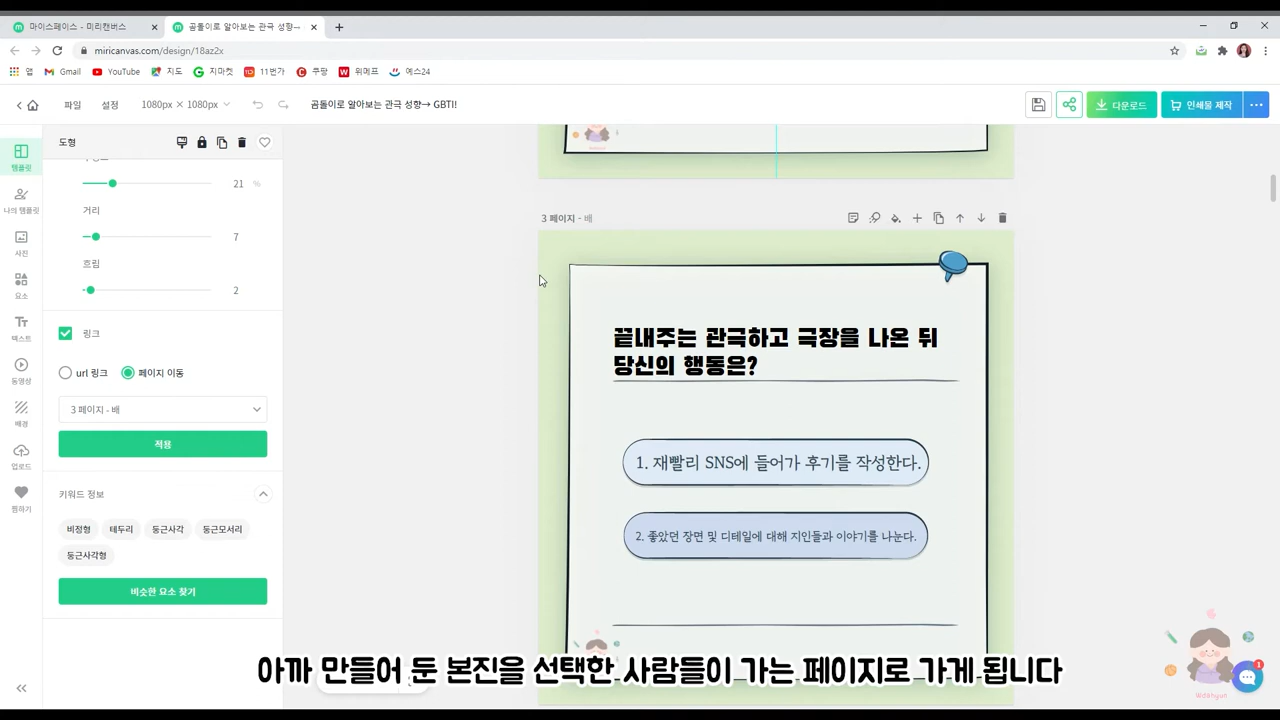 마이스페이스 - 미리캔버스
곰돌이로 알아보는 관극 성향→
miricanvas.com/design/18az2x
앱
Gmail
YouTube
지도
지마켓
11번가
쿠팡
위메프
예스24
파일
설정
1080px × 1080px
곰돌이로 알아보는 관극 성향→ GBTI!
다운로드
인쇄물 제작
템플릿
나의 템플릿
사진
요소
텍스트
동영상
배경
업로드
찜하기
도형
21 %
거리
7
흐림
2
링크
url 링크
페이지 이동
3 페이지 - 배
적용
키워드 정보
비정형
테두리
둥근사각
둥근모서리
둥근사각형
비슷한 요소 찾기
3 페이지 - 배
끝내주는 관극하고 극장을 나온 뒤
당신의 행동은?
1. 재빨리 SNS에 들어가 후기를 작성한다.
2. 좋았던 장면 및 디테일에 대해 지인들과 이야기를 나눈다.
아까 만들어 둔 본진을 선택한 사람들이 가는 페이지로 가게 됩니다
1